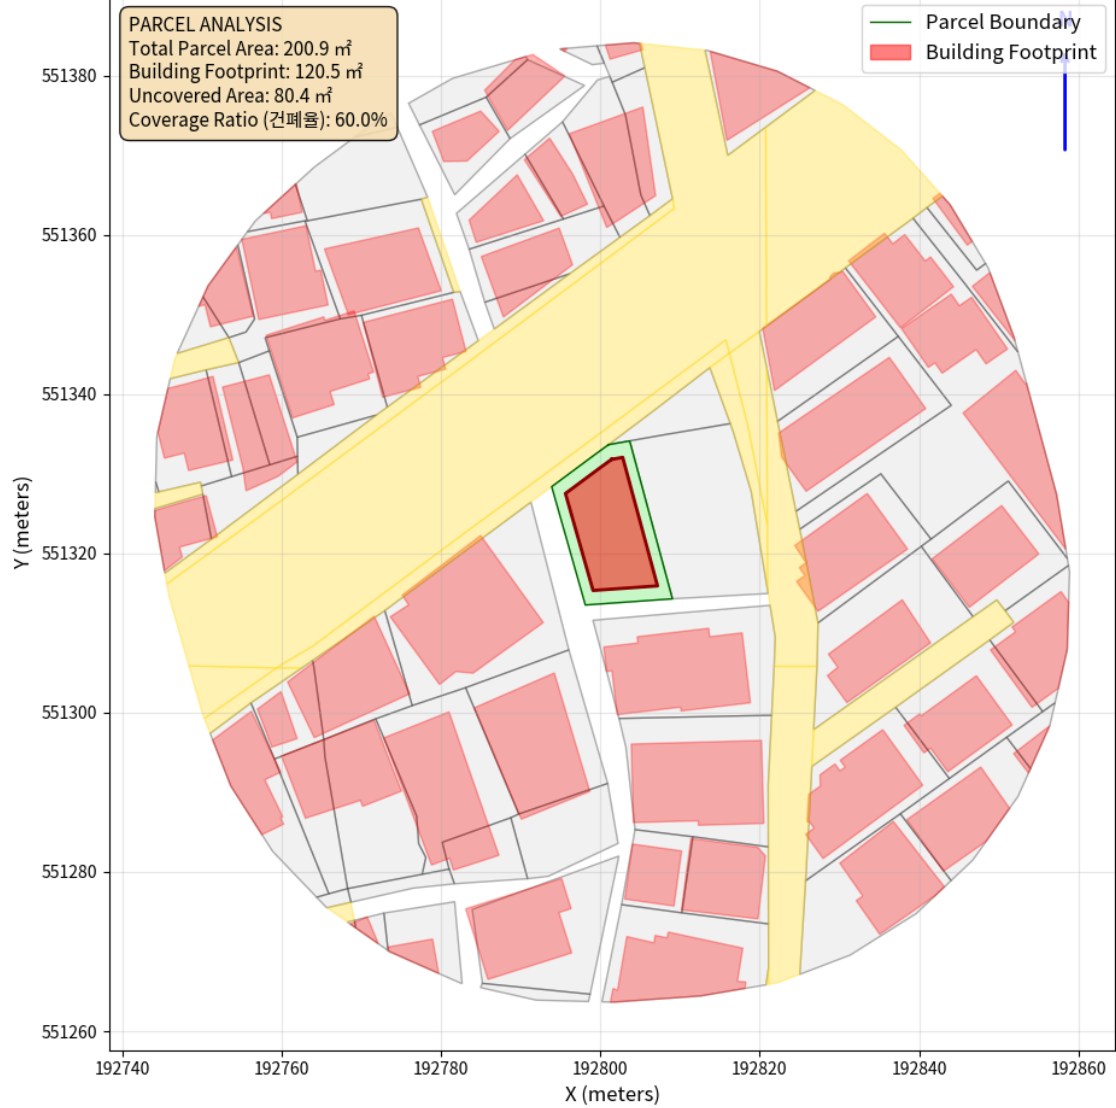 PARCEL ANALYSIS
Total Parcel Area: 200.9 ㎡
Building Footprint: 120.5 ㎡
Uncovered Area: 80.4 ㎡
Coverage Ratio (건폐율): 60.0%
Parcel Boundary
Building Footprint
N
551380
551360
551340
551320
551300
551280
551260
Y (meters)
192740
192760
192780
192800
192820
192840
192860
X (meters)